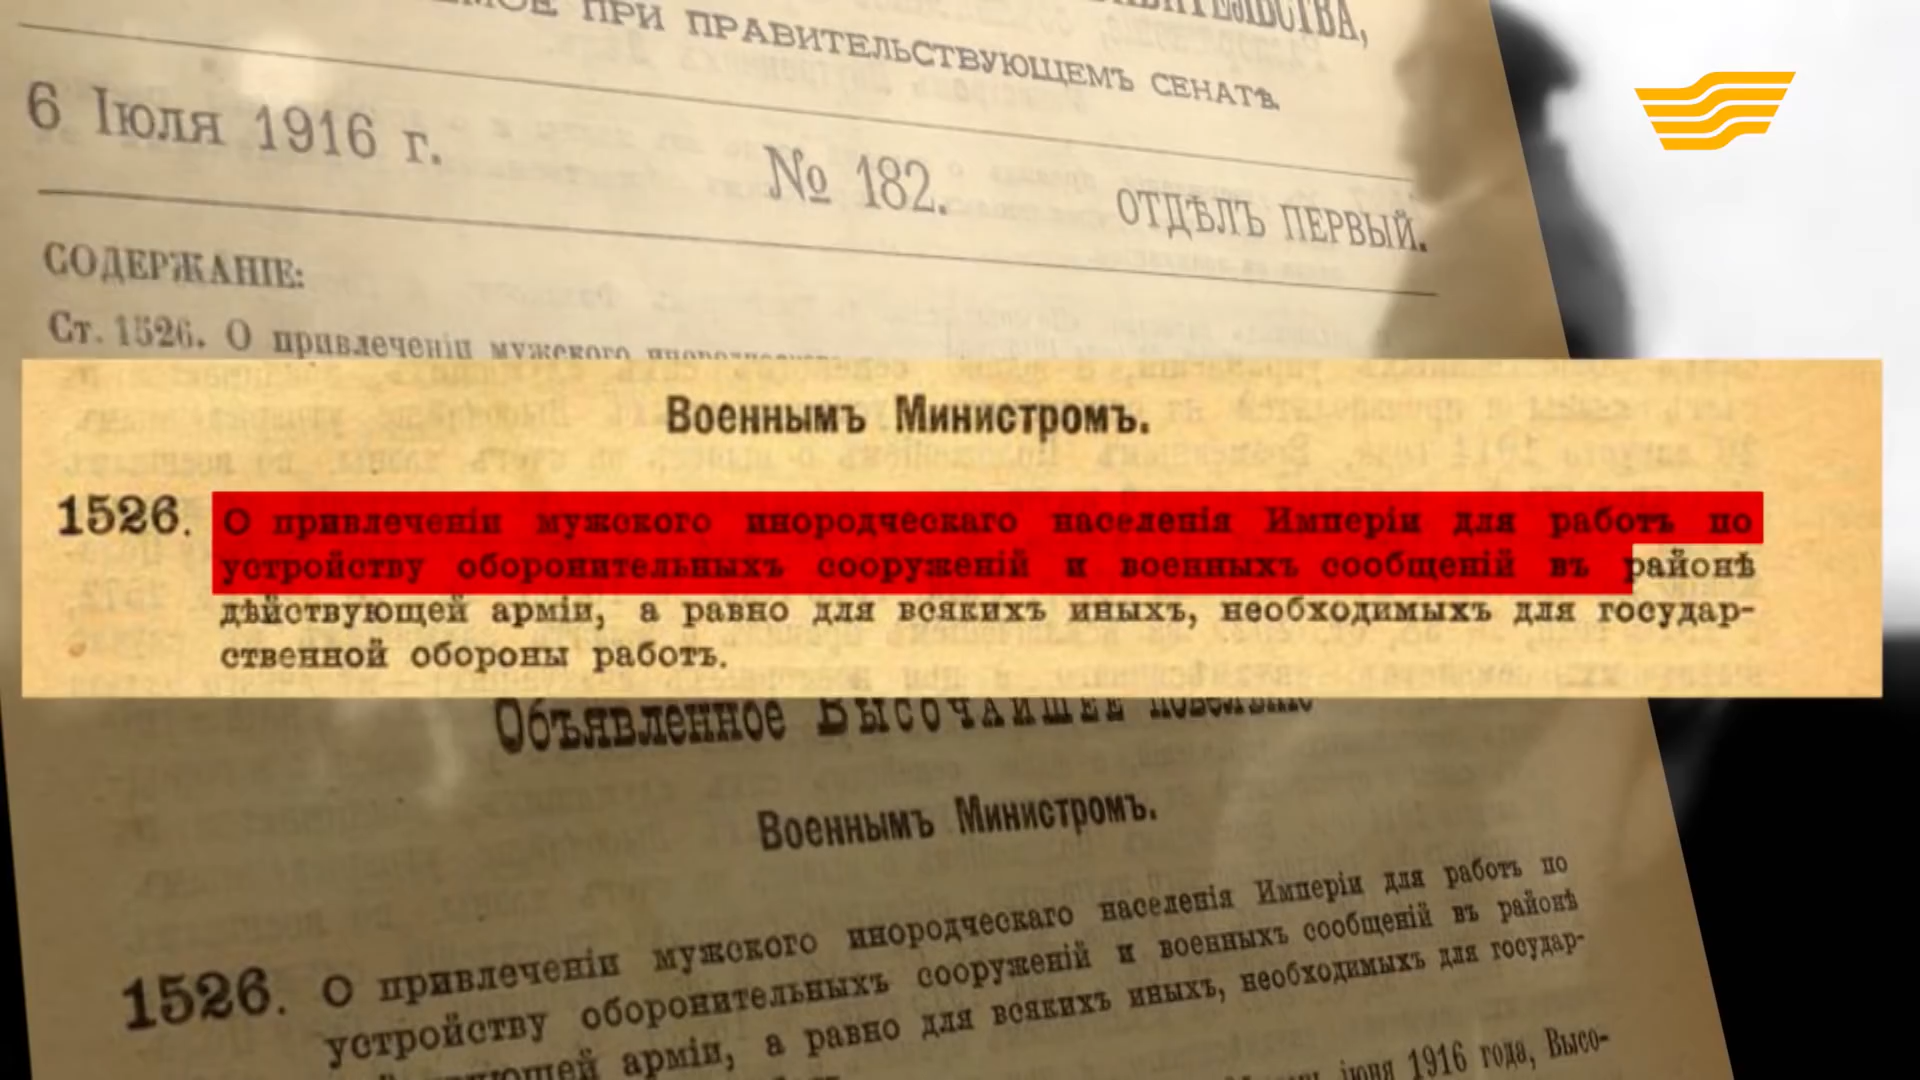 ПРИ ПРАВИТЕЛЬСТВУЮЩЕМЪ СЕНАТѢ.
6 Іюля 1916 г.
№ 182.
ОТДѢЛЪ ПЕРВЫЙ.
СОДЕРЖАНІЕ:
Ст. 1526. О привлеченіи мужского
Военнымъ Министромъ.
1526. О привлеченіи мужского инородческаго населенія Имперіи для работъ по
устройству оборонительныхъ сооруженій и военныхъ сообщеній въ районѣ
дѣйствующей арміи, а равно для всякихъ иныхъ, необходимыхъ для государ-
ственной обороны работъ.
Объявленное Высочайшее повелѣніе
Военнымъ Министромъ.
1526. О привлеченіи мужского инородческаго населенія Имперіи для работъ по
устройству оборонительныхъ сооруженій и военныхъ сообщеній въ районѣ
арміи, а равно для всякихъ иныхъ, необходимыхъ для государ-
іюня 1916 года, Высо-